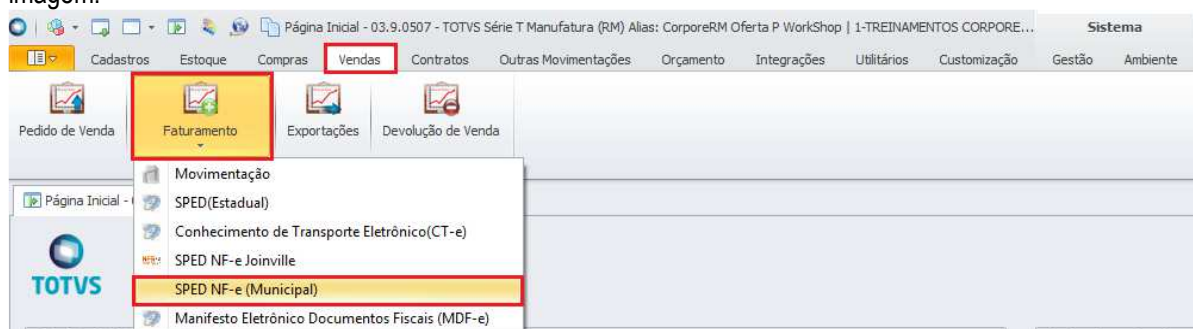 imagem:
Página Inicial - 03.9.0507 - TOTVS Série T Manufatura (RM) Alias: CorporeRM Oferta P WorkShop | 1-TREINAMENTOS CORPORE... Sistema
Cadastros Estoque Compras Vendas Contratos Outras Movimentações Orçamento Integrações Utilitários Customização Gestão Ambiente
Pedido de Venda Faturamento Exportações Devolução de Venda
Movimentação
Página Inicial -
SPED(Estadual)
Conhecimento de Transporte Eletrônico(CT-e)
SPED NF-e Joinville
TOTVS
SPED NF-e (Municipal)
Manifesto Eletrônico Documentos Fiscais (MDF-e)